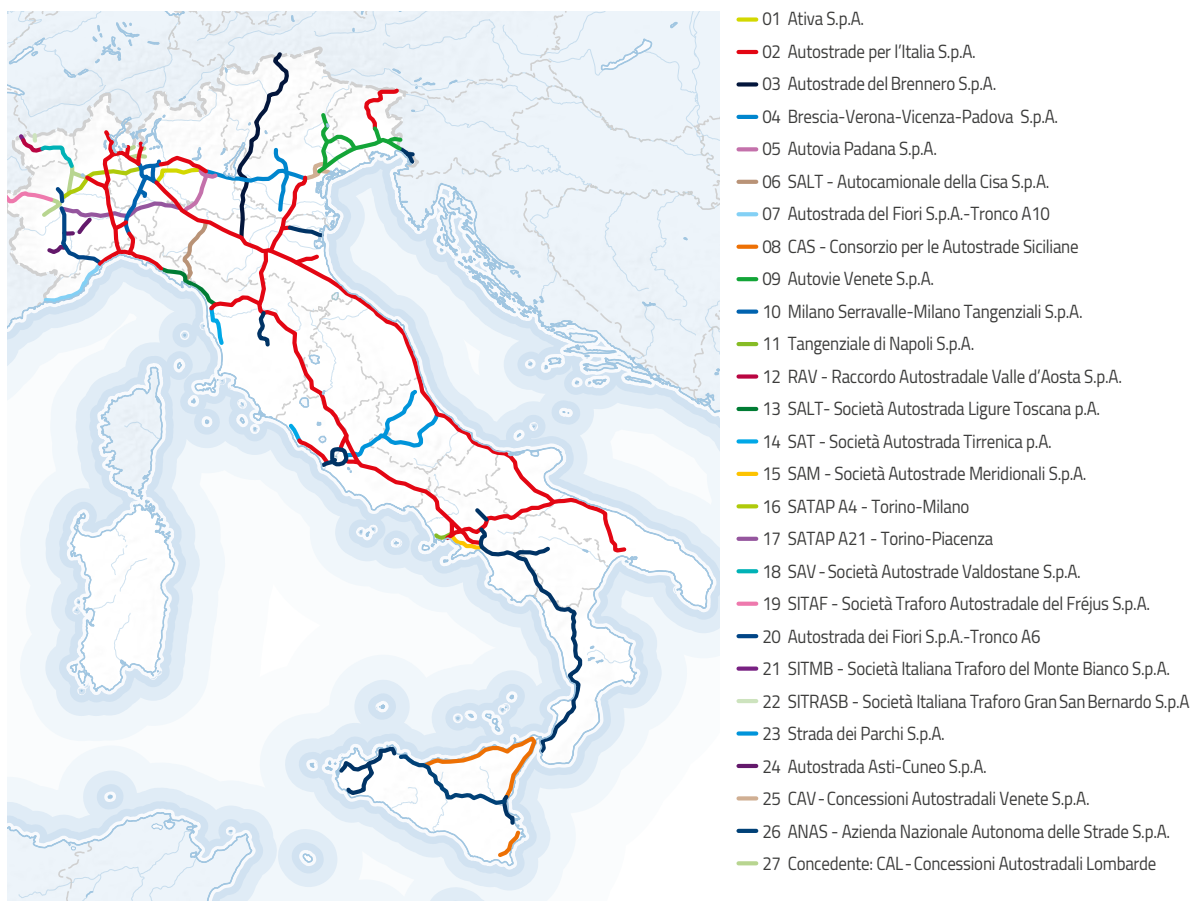 01 Ativa S.p.A.
02 Autostrade per l'Italia S.p.A.
03 Autostrade del Brennero S.p.A.
04 Brescia-Verona-Vicenza-Padova S.p.A.
05 Autovia Padana S.p.A.
06 SALT - Autocamionale della Cisa S.p.A.
07 Autostrada del Fiori S.p.A.-Tronco A10
08 CAS - Consorzio per le Autostrade Siciliane
09 Autovie Venete S.p.A.
10 Milano Serravalle-Milano Tangenziali S.p.A.
11 Tangenziale di Napoli S.p.A.
12 RAV - Raccordo Autostradale Valle d'Aosta S.p.A.
13 SALT- Società Autostrada Ligure Toscana p.A.
14 SAT - Società Autostrada Tirrenica p.A.
15 SAM - Società Autostrade Meridionali S.p.A.
16 SATAP A4 - Torino-Milano
17 SATAP A21 - Torino-Piacenza
18 SAV - Società Autostrade Valdostane S.p.A.
19 SITAF - Società Traforo Autostradale del Fréjus S.p.A.
20 Autostrada dei Fiori S.p.A.-Tronco A6
21 SITMB - Società Italiana Traforo del Monte Bianco S.p.A.
22 SITRASB - Società Italiana Traforo Gran San Bernardo S.p.A
23 Strada dei Parchi S.p.A.
24 Autostrada Asti-Cuneo S.p.A.
25 CAV - Concessioni Autostradali Venete S.p.A.
26 ANAS - Azienda Nazionale Autonoma delle Strade S.p.A.
27 Concedente: CAL - Concessioni Autostradali Lombarde